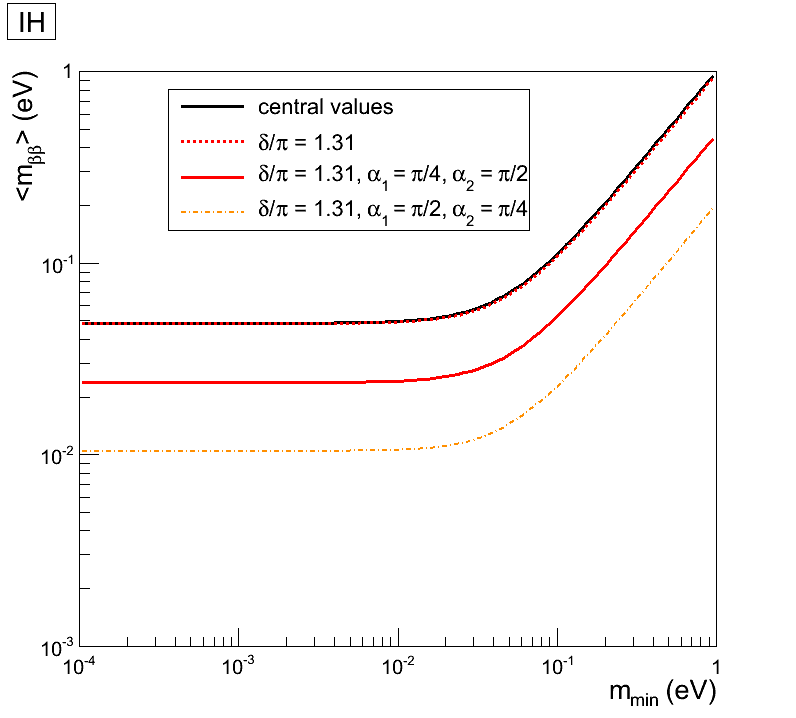 IH
<m_ββ> (eV)
1
10^-1
10^-2
10^-3
central values
δ/π = 1.31
δ/π = 1.31, α_1 = π/4, α_2 = π/2
δ/π = 1.31, α_1 = π/2, α_2 = π/4
10^-4 10^-3 10^-2 10^-1 1
m_min (eV)